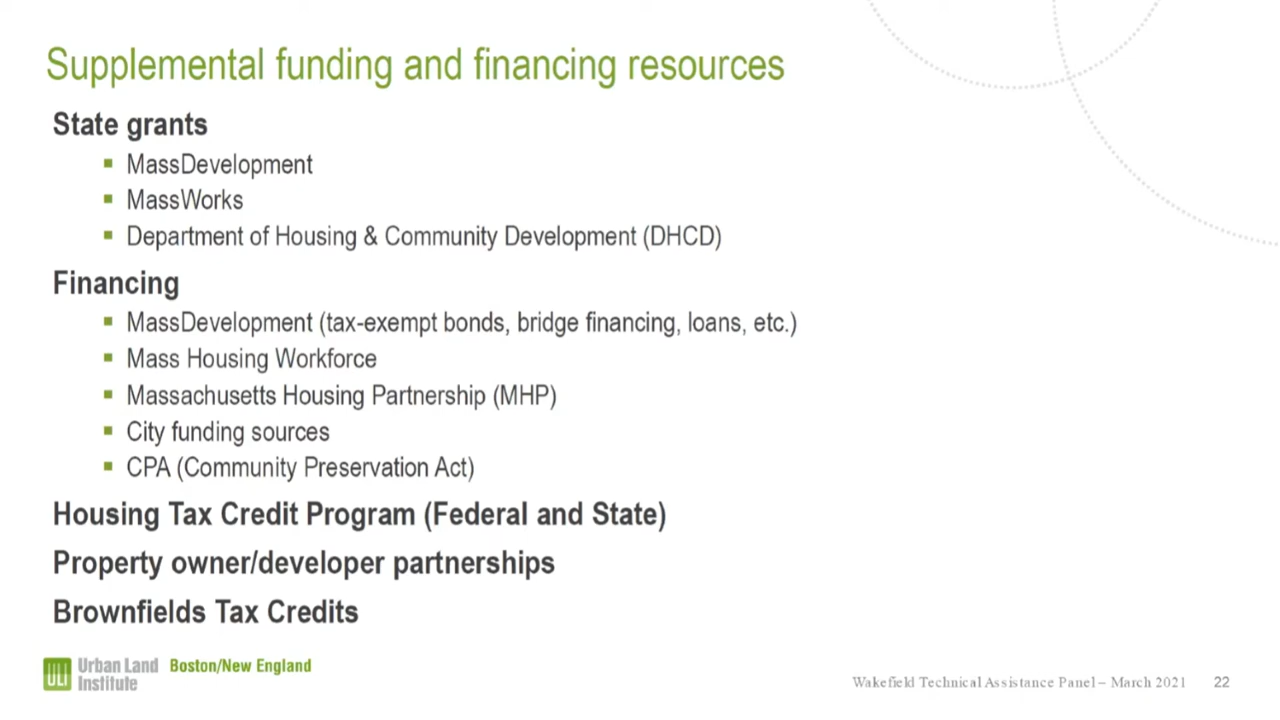 Supplemental funding and financing resources
State grants
MassDevelopment
MassWorks
Department of Housing & Community Development (DHCD)
Financing
MassDevelopment (tax-exempt bonds, bridge financing, loans, etc.)
Mass Housing Workforce
Massachusetts Housing Partnership (MHP)
City funding sources
CPA (Community Preservation Act)
Housing Tax Credit Program (Federal and State)
Property owner/developer partnerships
Brownfields Tax Credits
ULI Urban Land Institute Boston/New England
Wakefield Technical Assistance Panel – March 2021 22